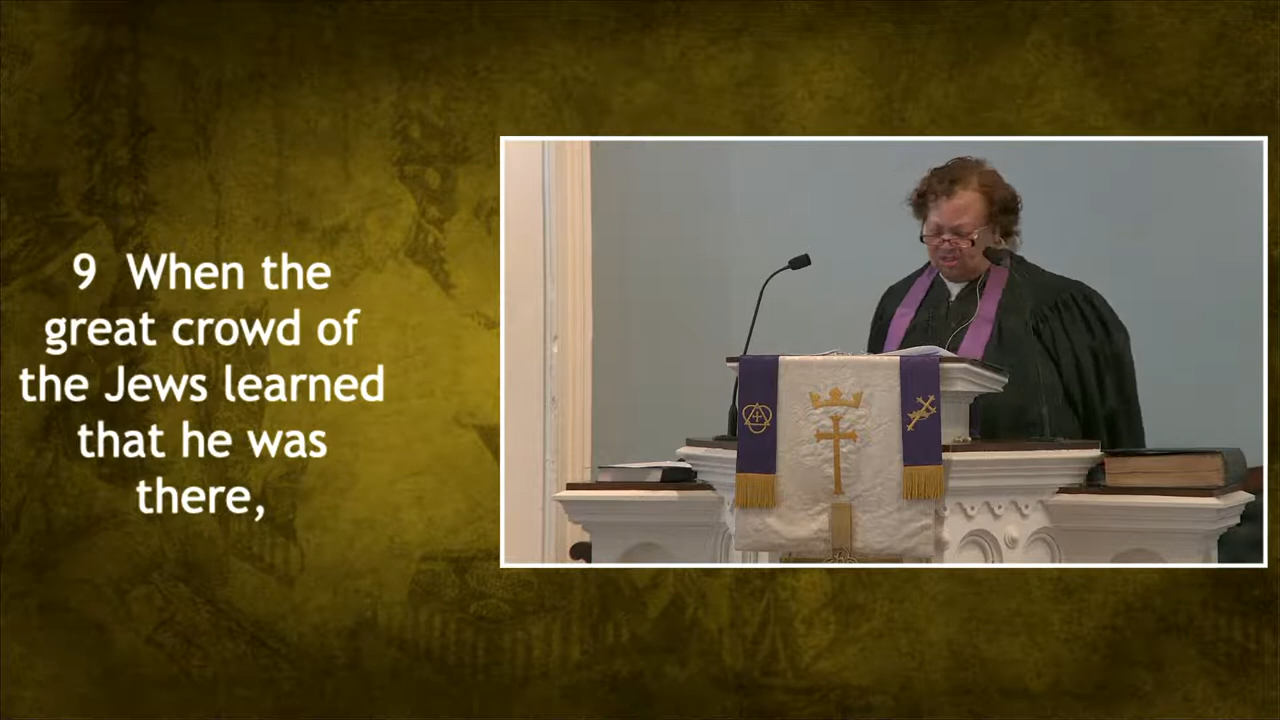 9 When the
great crowd of
the Jews learned
that he was
there,